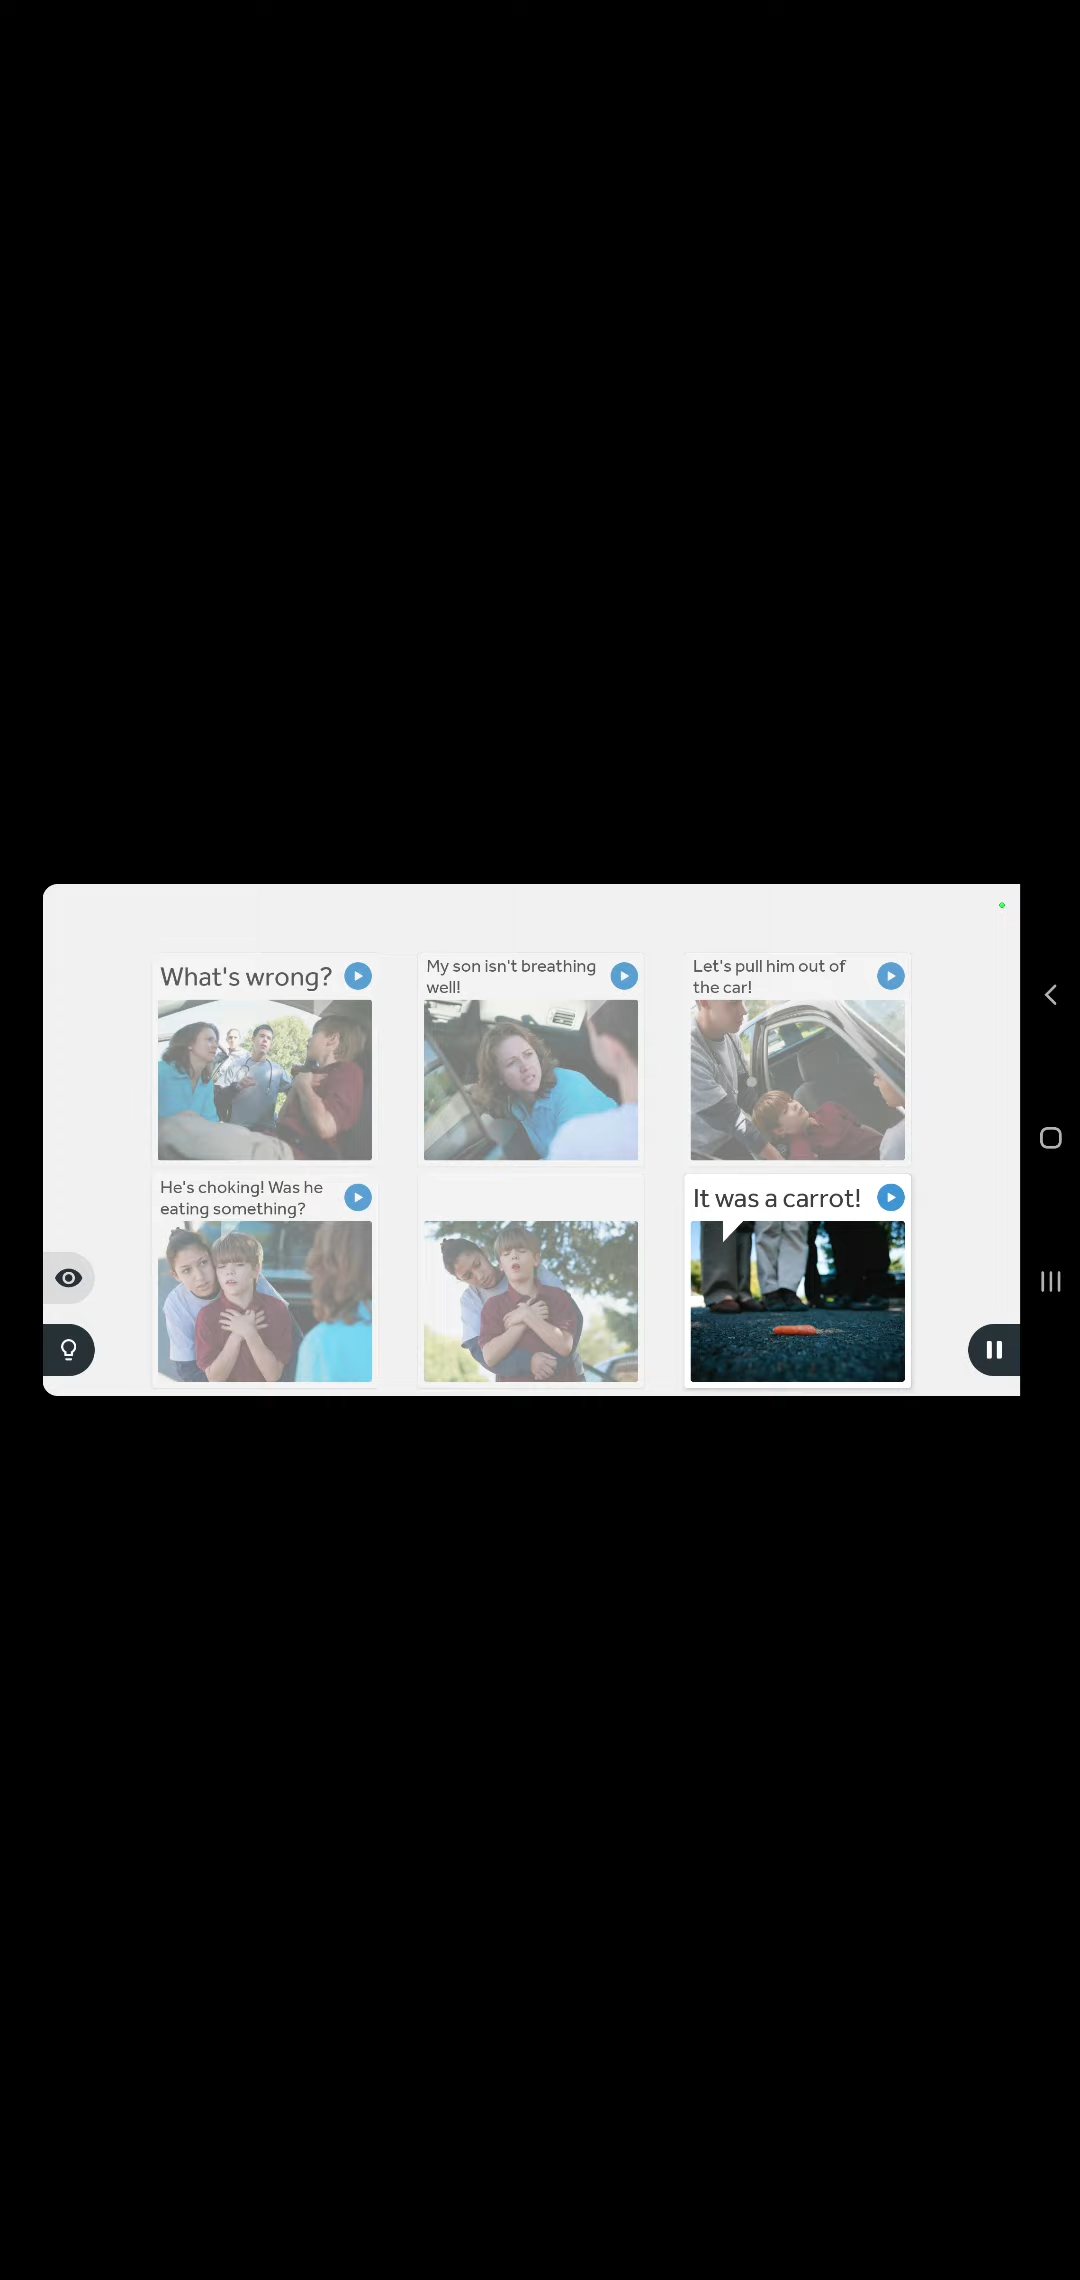 What's wrong?
My son isn't breathing
well!
Let's pull him out of
the car!
He's choking! Was he
eating something?
It was a carrot!